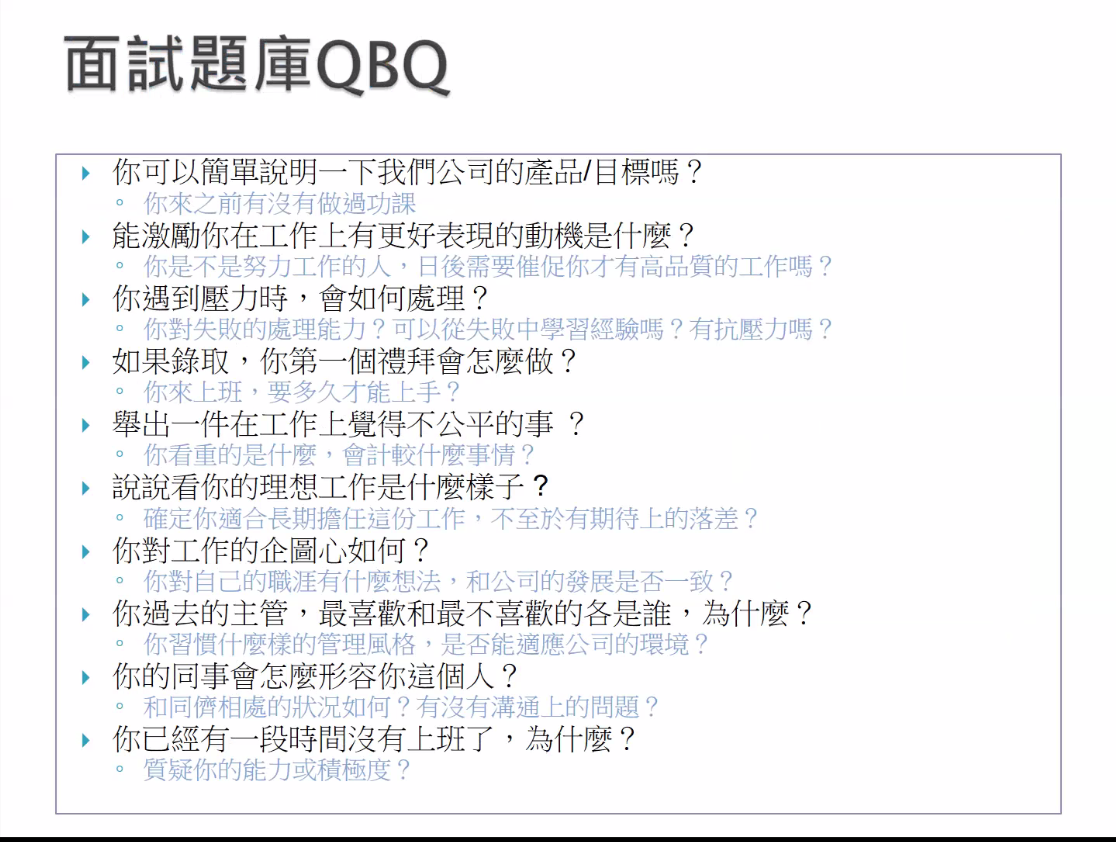 面試題庫QBQ
你可以簡單說明一下我們公司的產品/目標嗎？
你來之前有沒有做過功課
能激勵你在工作上有更好表現的動機是什麼？
你是不是努力工作的人，日後需要催促你才有高品質的工作嗎？
你遇到壓力時，會如何處理？
你對失敗的處理能力？可以從失敗中學習經驗嗎？有抗壓力嗎？
如果錄取，你第一個禮拜會怎麼做？
你來上班，要多久才能上手？
舉出一件在工作上覺得不公平的事 ？
你看重的是什麼，會計較什麼事情？
說說看你的理想工作是什麼樣子？
確定你適合長期擔任這份工作，不至於有期待上的落差？
你對工作的企圖心如何？
你對自己的職涯有什麼想法，和公司的發展是否一致？
你過去的主管，最喜歡和最不喜歡的各是誰，為什麼？
你習慣什麼樣的管理風格，是否能適應公司的環境？
你的同事會怎麼形容你這個人？
和同儕相處的狀況如何？有沒有溝通上的問題？
你已經有一段時間沒有上班了，為什麼？
質疑你的能力或積極度？